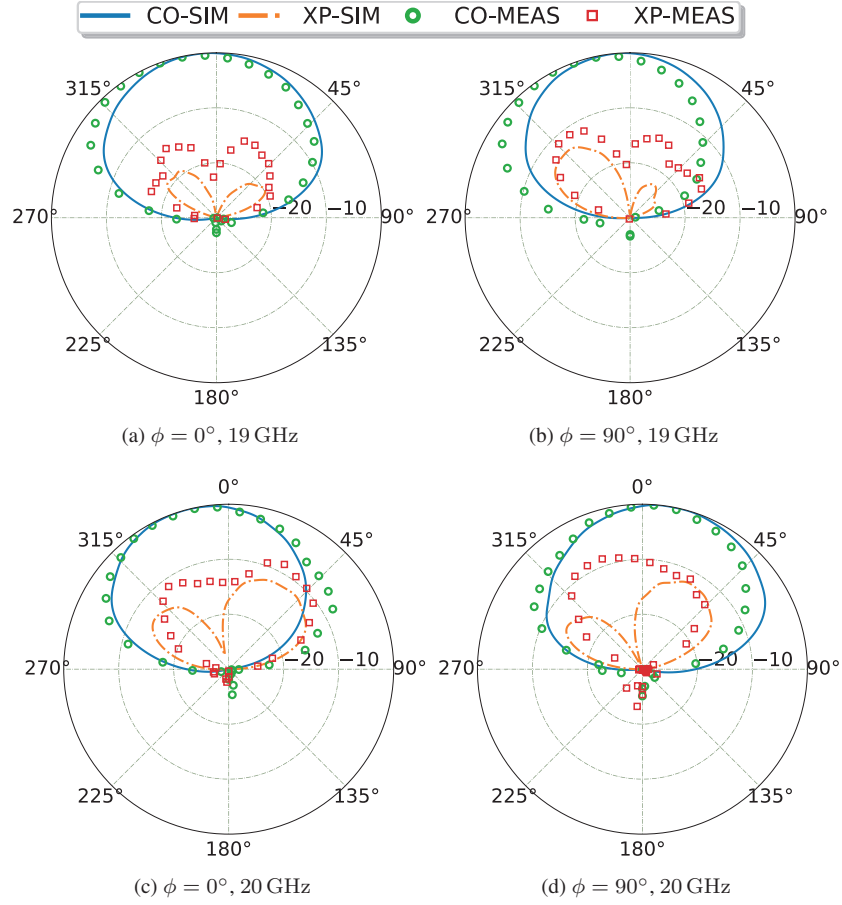 CO-SIM XP-SIM CO-MEAS XP-MEAS
315° 45°
270° −20 −10 90°
225° 135°
180°
(a) ϕ = 0°, 19 GHz
315° 45°
270° −20 −10 90°
225° 135°
180°
(b) ϕ = 90°, 19 GHz
0°
315° 45°
270° −20 −10 90°
225° 135°
180°
(c) ϕ = 0°, 20 GHz
0°
315° 45°
270° −20 −10 90°
225° 135°
180°
(d) ϕ = 90°, 20 GHz